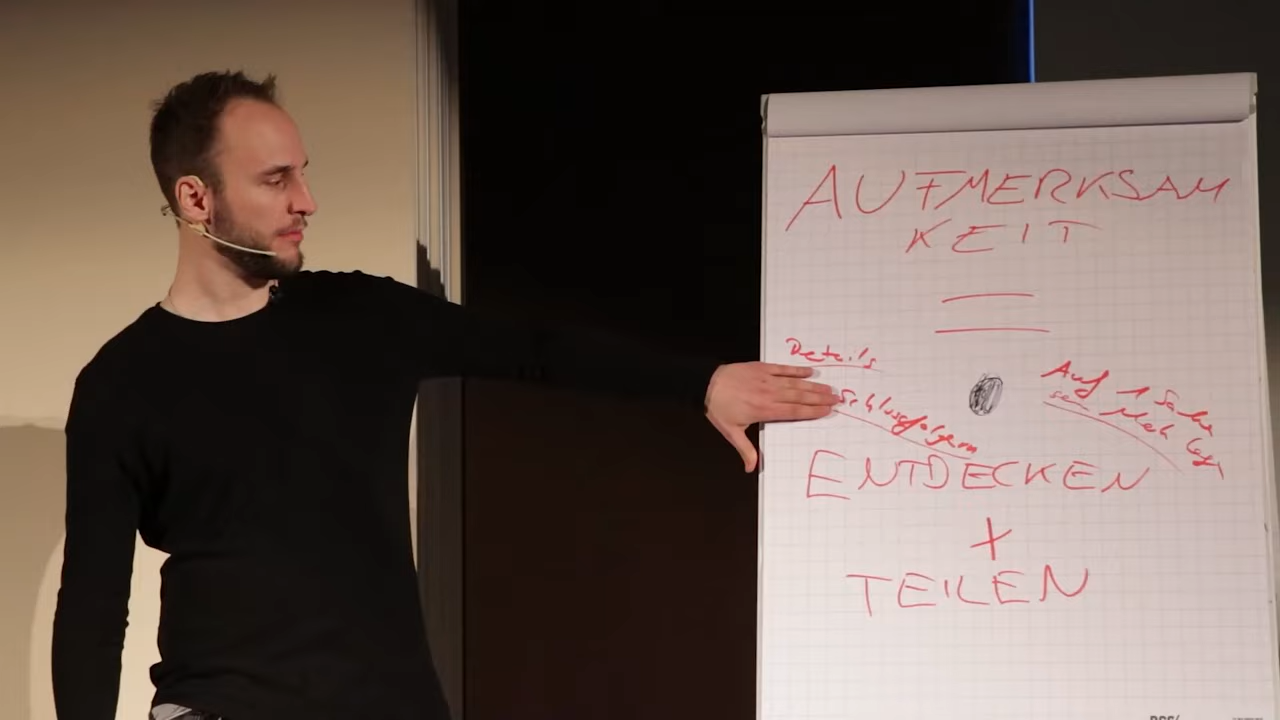 AUFMERKSAM
KEIT
=
Details
Schlussfolgern
Auf 1 Sache
ENTDECKEN
+
TEILEN